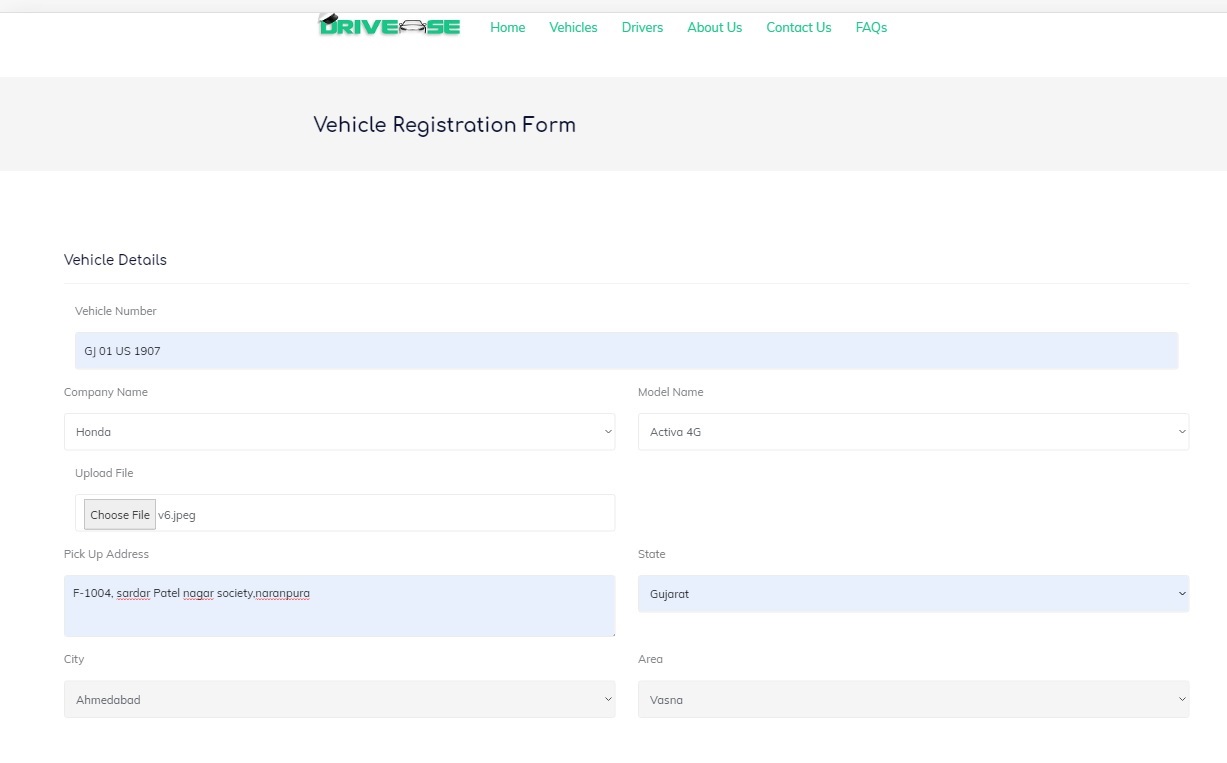 DRIVE SE
Home Vehicles Drivers About Us Contact Us FAQs
Vehicle Registration Form
Vehicle Details
Vehicle Number
GJ 01 US 1907
Company Name Model Name
Honda Activa 4G
Upload File
Choose File v6.jpeg
Pick Up Address State
F-1004, sardar Patel nagar society,naranpura Gujarat
City Area
Ahmedabad Vasna